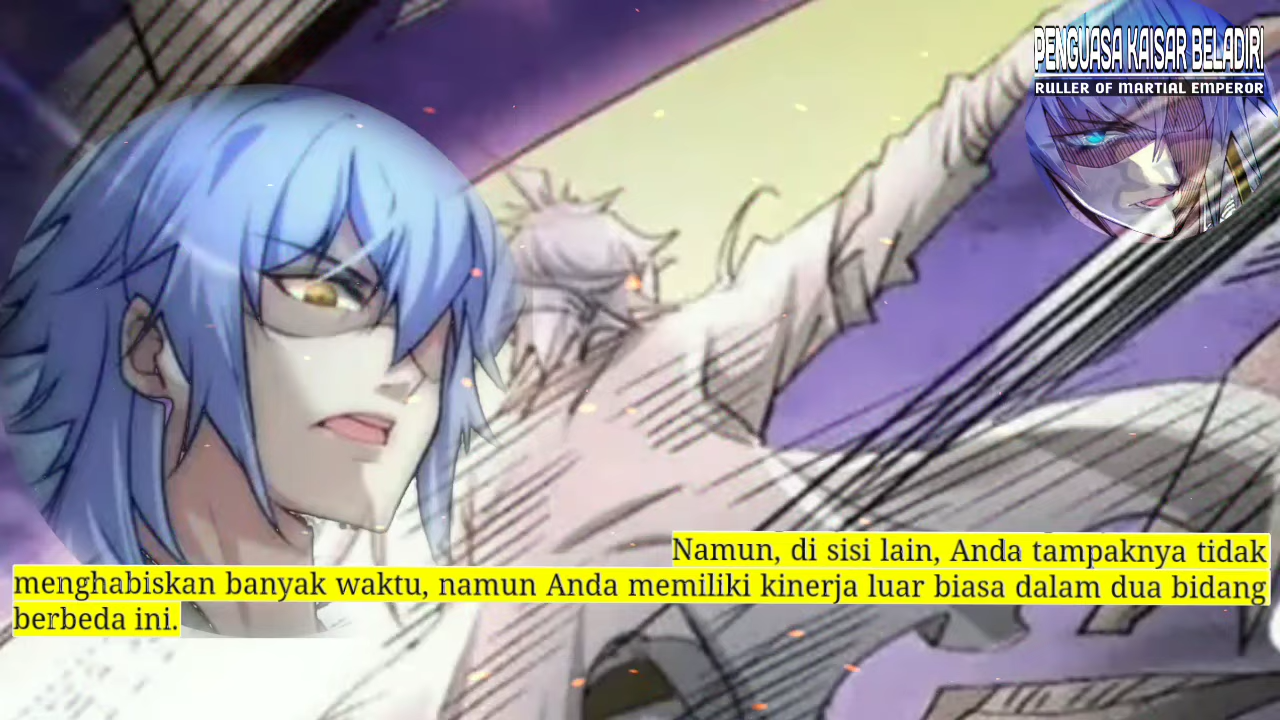 PENGUASA KAISAR BELADIRI
RULLER OF MARTIAL EMPEROR
Namun, di sisi lain, Anda tampaknya tidak
menghabiskan banyak waktu, namun Anda memiliki kinerja luar biasa dalam dua bidang
berbeda ini.